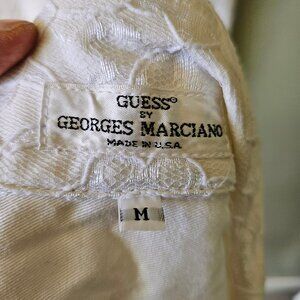 GUESS®
BY
GEORGES MARCIANO
MADE IN U.S.A.
M